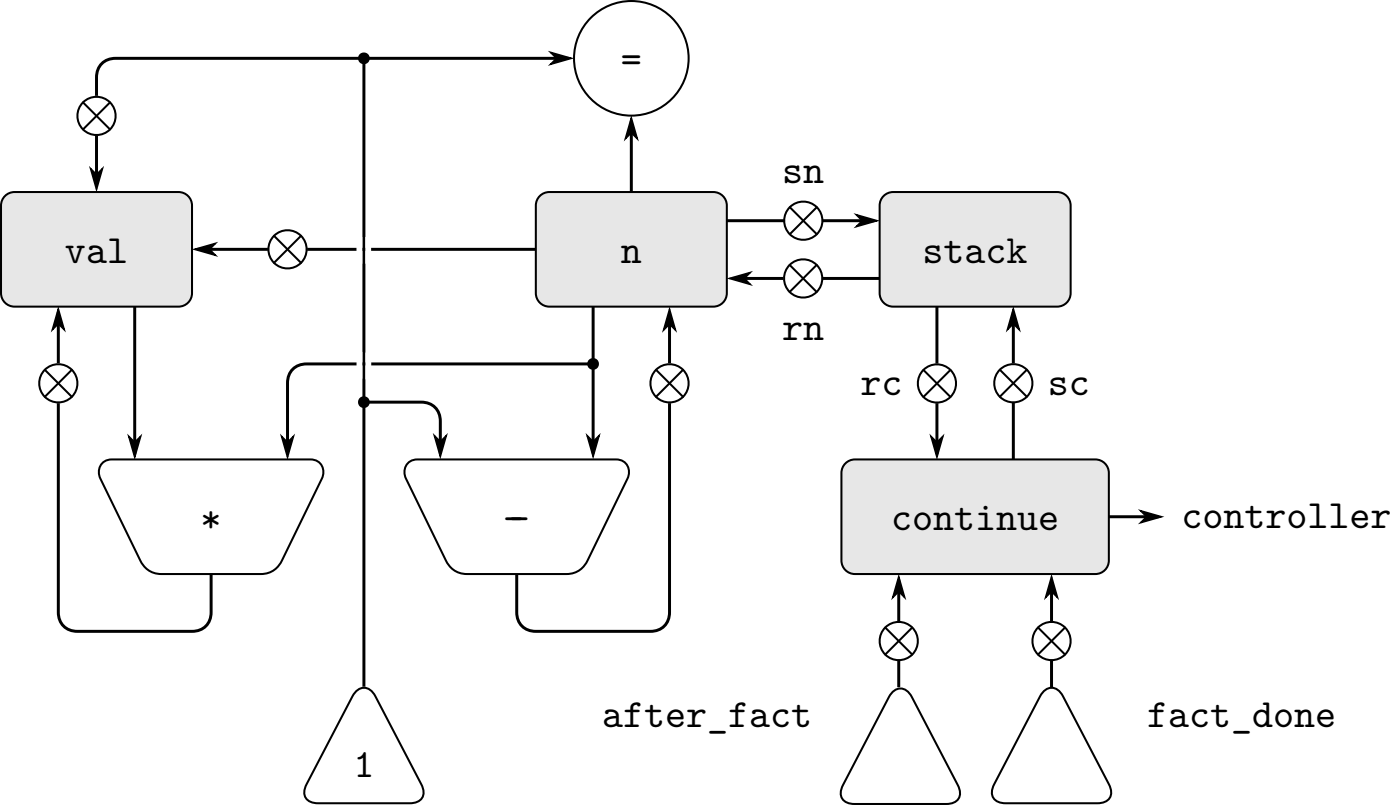 =
sn
val
n
stack
rn
rc
sc
*
−
continue
controller
after_fact
fact_done
1